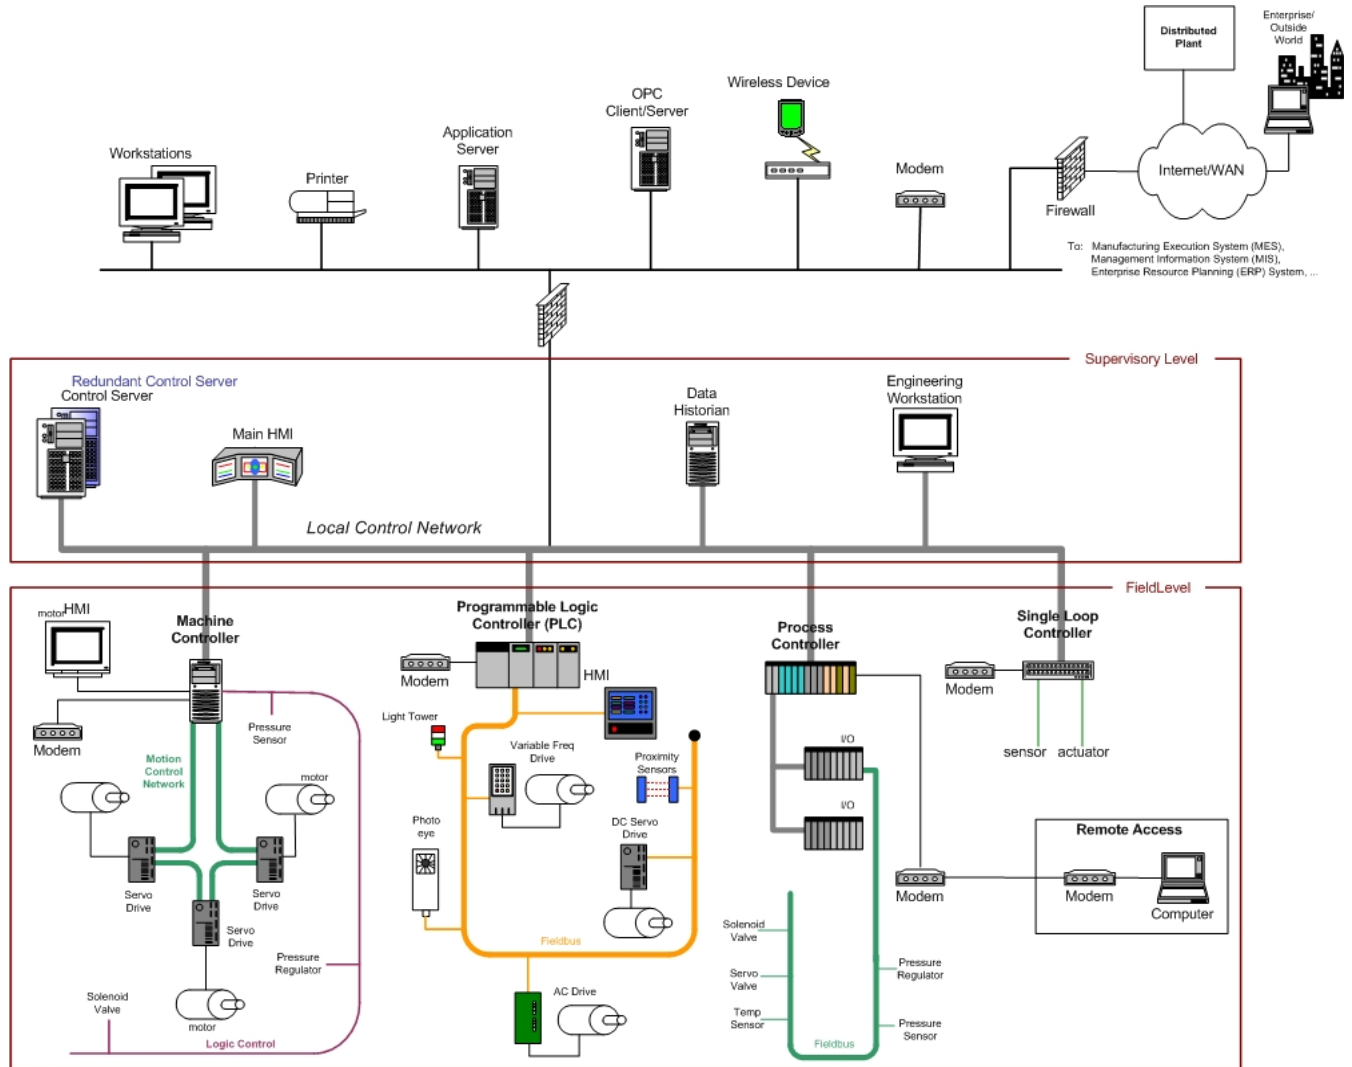 Distributed
Plant
Enterprise/
Outside
World
Wireless Device
OPC
Client/Server
Application
Server
Workstations
Printer
Modem
Internet/WAN
Firewall
To: Manufacturing Execution System (MES),
Management Information System (MIS),
Enterprise Resource Planning (ERP) System, ...
Supervisory Level
Redundant Control Server
Control Server
Main HMI
Data
Historian
Engineering
Workstation
Local Control Network
FieldLevel
motor HMI
Machine
Controller
Programmable Logic
Controller (PLC)
Process
Controller
Single Loop
Controller
Modem
HMI
Modem
Modem
Pressure
Sensor
Light Tower
Variable Freq
Drive
Proximity
Sensors
I/O
sensor
actuator
Motion
Control
Network
motor
I/O
Photo
eye
DC Servo
Drive
Remote Access
Servo
Drive
Servo
Drive
Modem
Modem
Computer
Servo
Drive
Fieldbus
Solenoid
Valve
Pressure
Regulator
Pressure
Regulator
Servo
Valve
Solenoid
Valve
AC Drive
Temp
Sensor
motor
Pressure
Sensor
Logic Control
Fieldbus